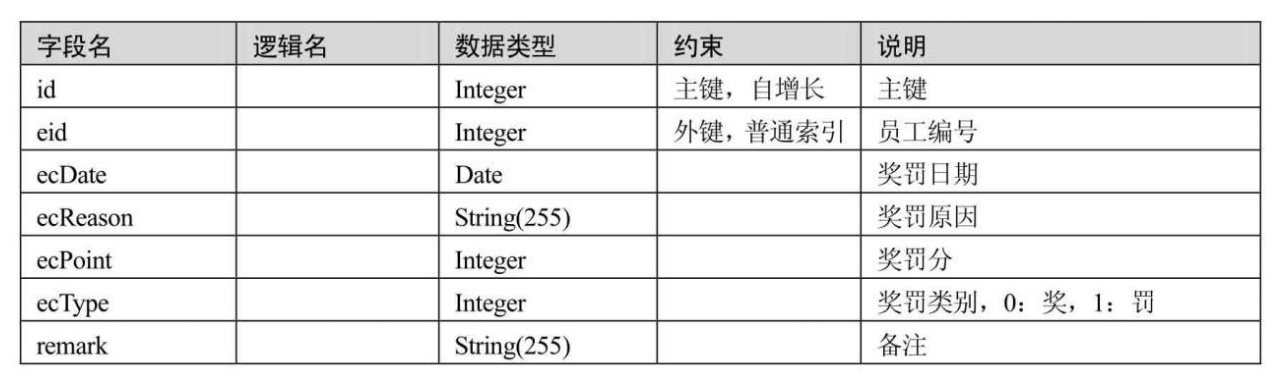 字段名 逻辑名 数据类型 约束 说明
id Integer 主键，自增长 主键
eid Integer 外键，普通索引 员工编号
ecDate Date 奖罚日期
ecReason String(255) 奖罚原因
ecPoint Integer 奖罚分
ecType Integer 奖罚类别，0：奖，1：罚
remark String(255) 备注